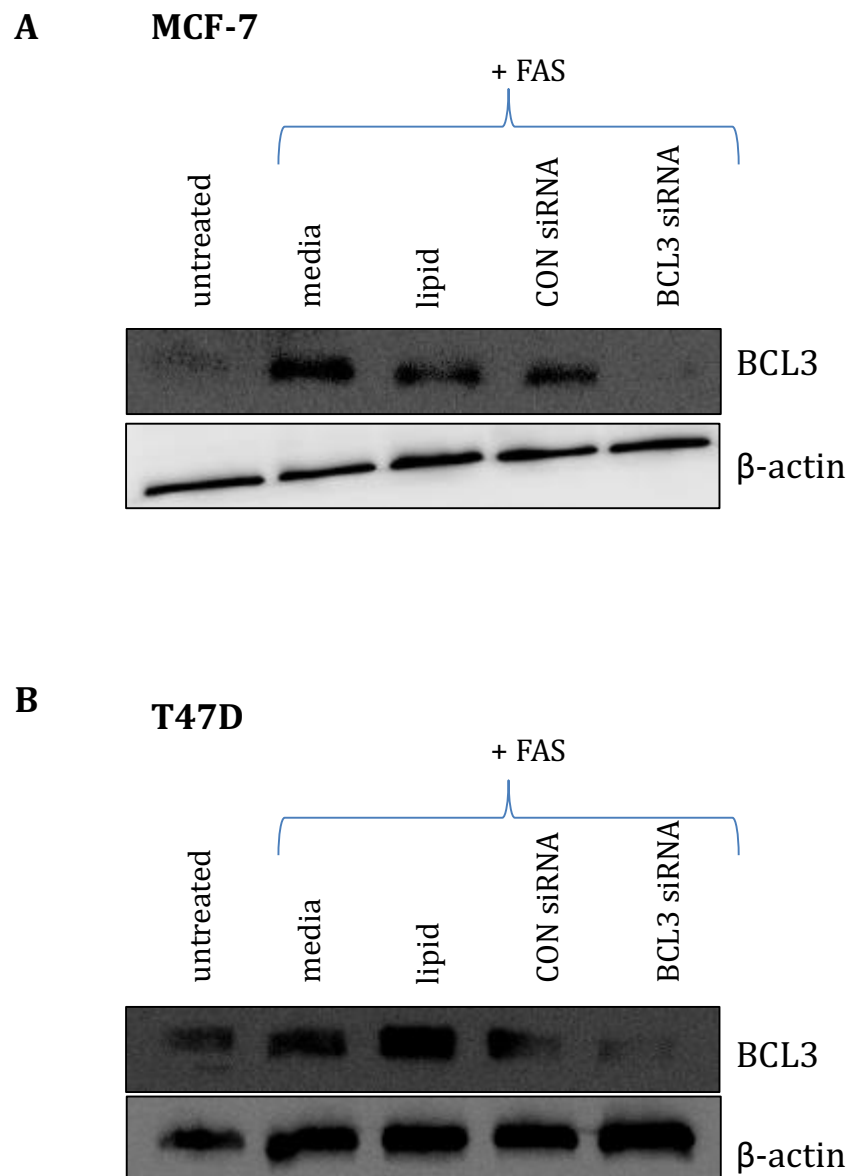 A MCF-7
+ FAS
untreated
media
lipid
CON siRNA
BCL3 siRNA
BCL3
β-actin
B T47D
+ FAS
untreated
media
lipid
CON siRNA
BCL3 siRNA
BCL3
β-actin